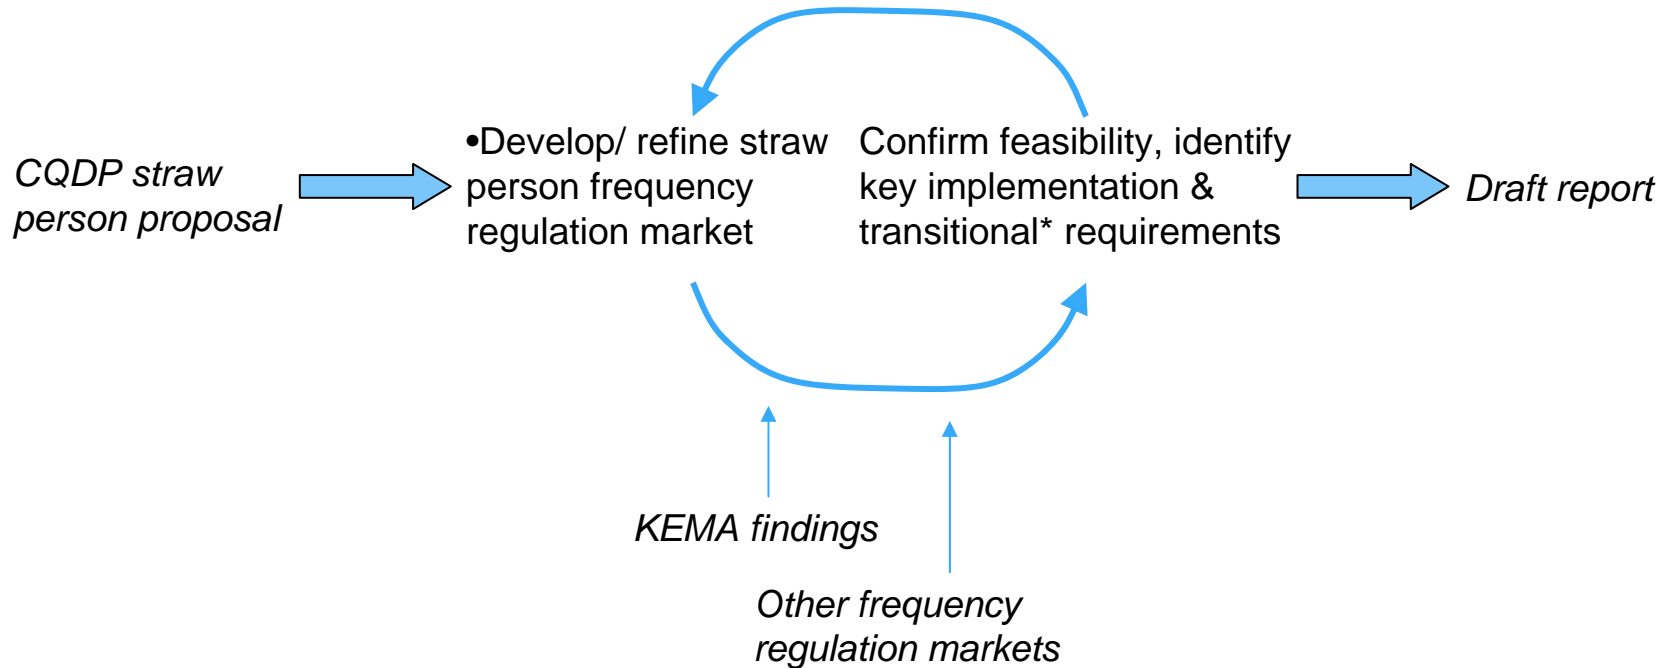 CQDP straw
person proposal
•Develop/ refine straw
person frequency
regulation market
Confirm feasibility, identify
key implementation &
transitional* requirements
Draft report
KEMA findings
Other frequency
regulation markets